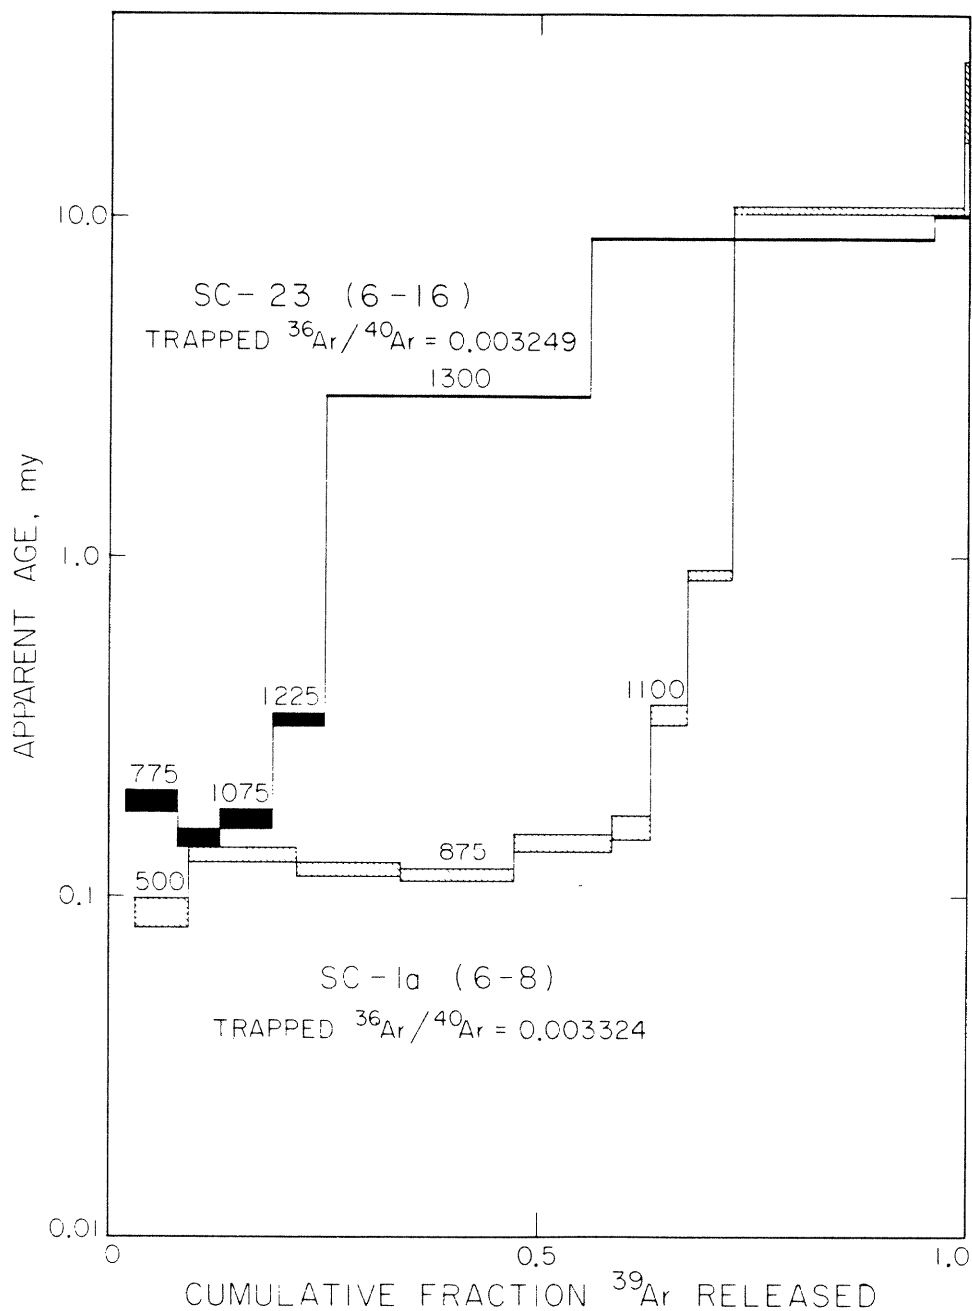 10.0
SC-23 (6-16)
TRAPPED ³⁶Ar/⁴⁰Ar = 0.003249
1300
APPARENT AGE, my
1.0
1225
1100
775
1075
875
500
0.1
SC-1a (6-8)
TRAPPED ³⁶Ar/⁴⁰Ar = 0.003324
0.01
0
0.5
1.0
CUMULATIVE FRACTION ³⁹Ar RELEASED